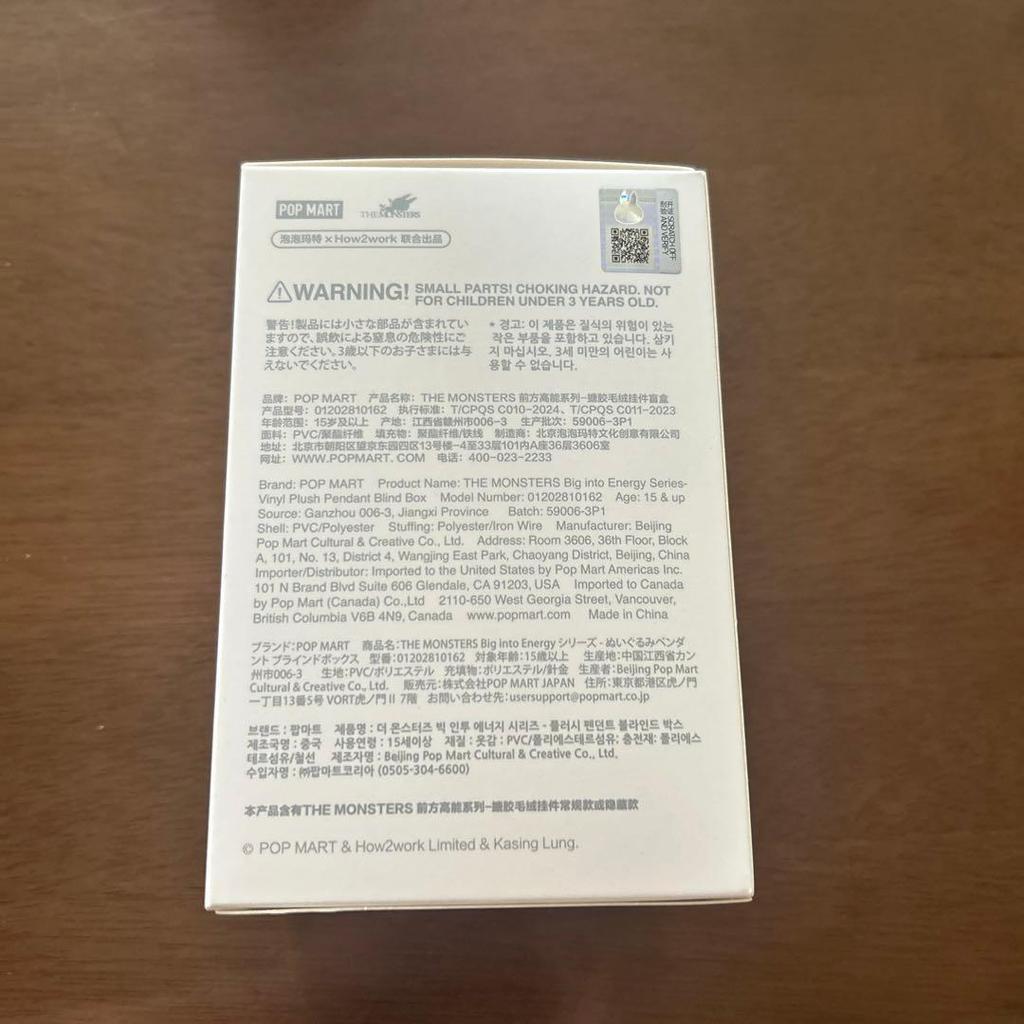 POP MART THE MONSTERS
泡泡玛特×How2work 联合出品
刮开涂层 SCRATCH OFF
AND VERIFY
WARNING! SMALL PARTS! CHOKING HAZARD. NOT
FOR CHILDREN UNDER 3 YEARS OLD.
警告!製品には小さな部品が含まれてい
ますので、誤飲による窒息の危険性にご
注意ください。3歳以下のお子さまには与
えないでください。
* 경고: 이 제품은 질식의 위험이 있는
작은 부품을 포함하고 있습니다. 삼키
지 마십시오. 3세 미만의 어린이는 사
용할 수 없습니다.
品牌: POP MART 产品名称: THE MONSTERS 前方高能系列-搪胶毛绒挂件盲盒
产品型号: 01202810162 执行标准: T/CPQS C010-2024、T/CPQS C011-2023
年龄范围: 15岁及以上 产地: 江西省赣州市006-3 生产批次: 59006-3P1
面料: PVC/聚酯纤维 填充物: 聚酯纤维/铁线 制造商: 北京泡泡玛特文化创意有限公司
地址: 北京市朝阳区望京东园四区13号楼-4至33层101内A座36层3606室
网址: WWW.POPMART.COM 电话: 400-023-2233
Brand: POP MART Product Name: THE MONSTERS Big into Energy Series-
Vinyl Plush Pendant Blind Box Model Number: 01202810162 Age: 15 & up
Source: Ganzhou 006-3, Jiangxi Province Batch: 59006-3P1
Shell: PVC/Polyester Stuffing: Polyester/Iron Wire Manufacturer: Beijing
Pop Mart Cultural & Creative Co., Ltd. Address: Room 3606, 36th Floor, Block
A, 101, No. 13, District 4, Wangjing East Park, Chaoyang District, Beijing, China
Importer/Distributor: Imported to the United States by Pop Mart Americas Inc.
101 N Brand Blvd Suite 606 Glendale, CA 91203, USA Imported to Canada
by Pop Mart (Canada) Co.,Ltd 2110-650 West Georgia Street, Vancouver,
British Columbia V6B 4N9, Canada www.popmart.com Made in China
ブランド:POP MART 商品名:THE MONSTERS Big into Energy シリーズ - ぬいぐるみペンダ
ント ブラインドボックス 型番:01202810162 対象年齢:15歳以上 生産地:中国江西省カン
州市006-3 生地:PVC/ポリエステル 充填物:ポリエステル/針金 生産者:Beijing Pop Mart
Cultural & Creative Co., Ltd. 販売元:株式会社POP MART JAPAN 住所:東京都港区虎ノ門
一丁目13番5号 VORT虎ノ門Ⅱ 7階 お問い合わせ先:usersupport@popmart.co.jp
브랜드 : 팝마트 제품명 : 더 몬스터즈 빅 인투 에너지 시리즈 - 플러시 펜던트 블라인드 박스
제조국명 : 중국 사용연령 : 15세이상 재질 : 옷감 : PVC/폴리에스테르섬유; 충전재: 폴리에스
테르섬유/철선 제조자명 : Beijing Pop Mart Cultural & Creative Co., Ltd.
수입자명 : ㈜팝마트코리아 (0505-304-6600)
本产品含有THE MONSTERS 前方高能系列-搪胶毛绒挂件常规款或隐藏款
© POP MART & How2work Limited & Kasing Lung.